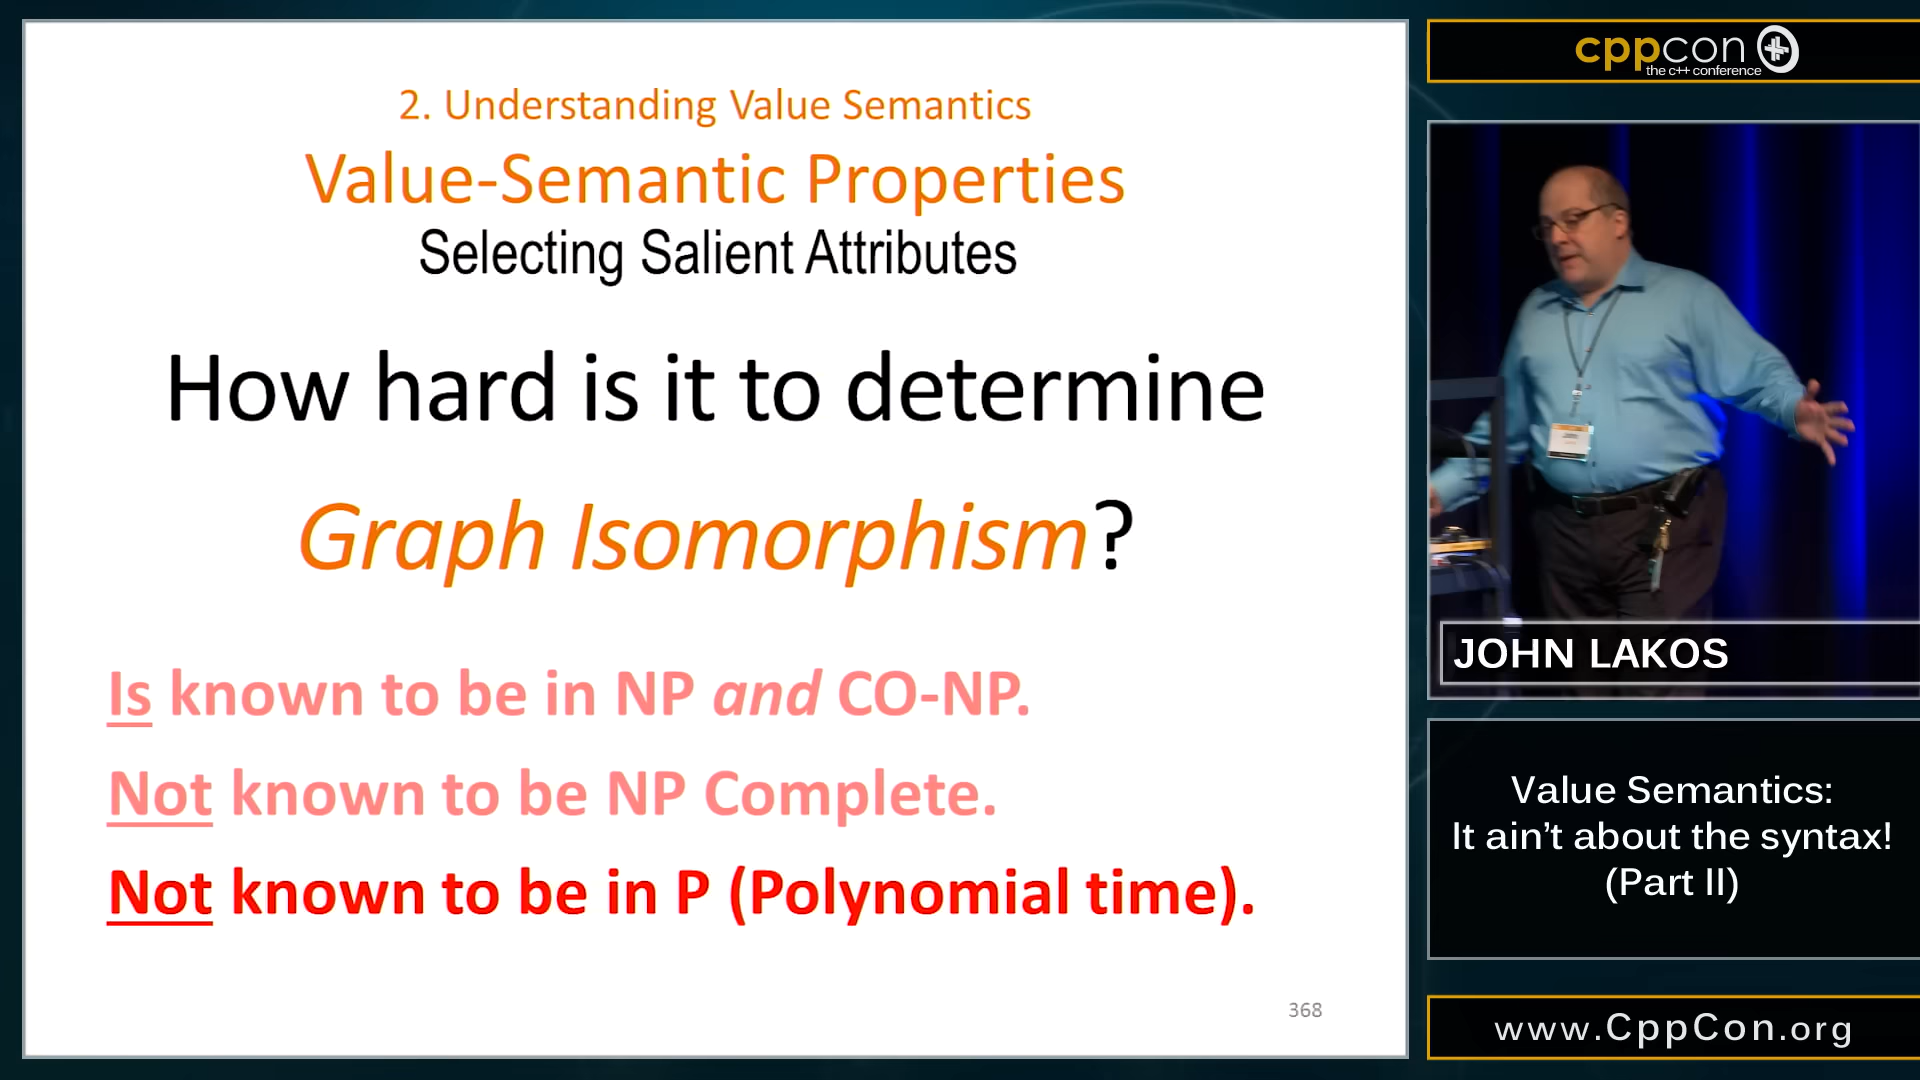 2. Understanding Value Semantics
Value-Semantic Properties
Selecting Salient Attributes
How hard is it to determine
Graph Isomorphism?
Is known to be in NP and CO-NP.
Not known to be NP Complete.
Not known to be in P (Polynomial time).
368
cppcon
the c++ conference
JOHN LAKOS
Value Semantics:
It ain't about the syntax!
(Part II)
www.CppCon.org